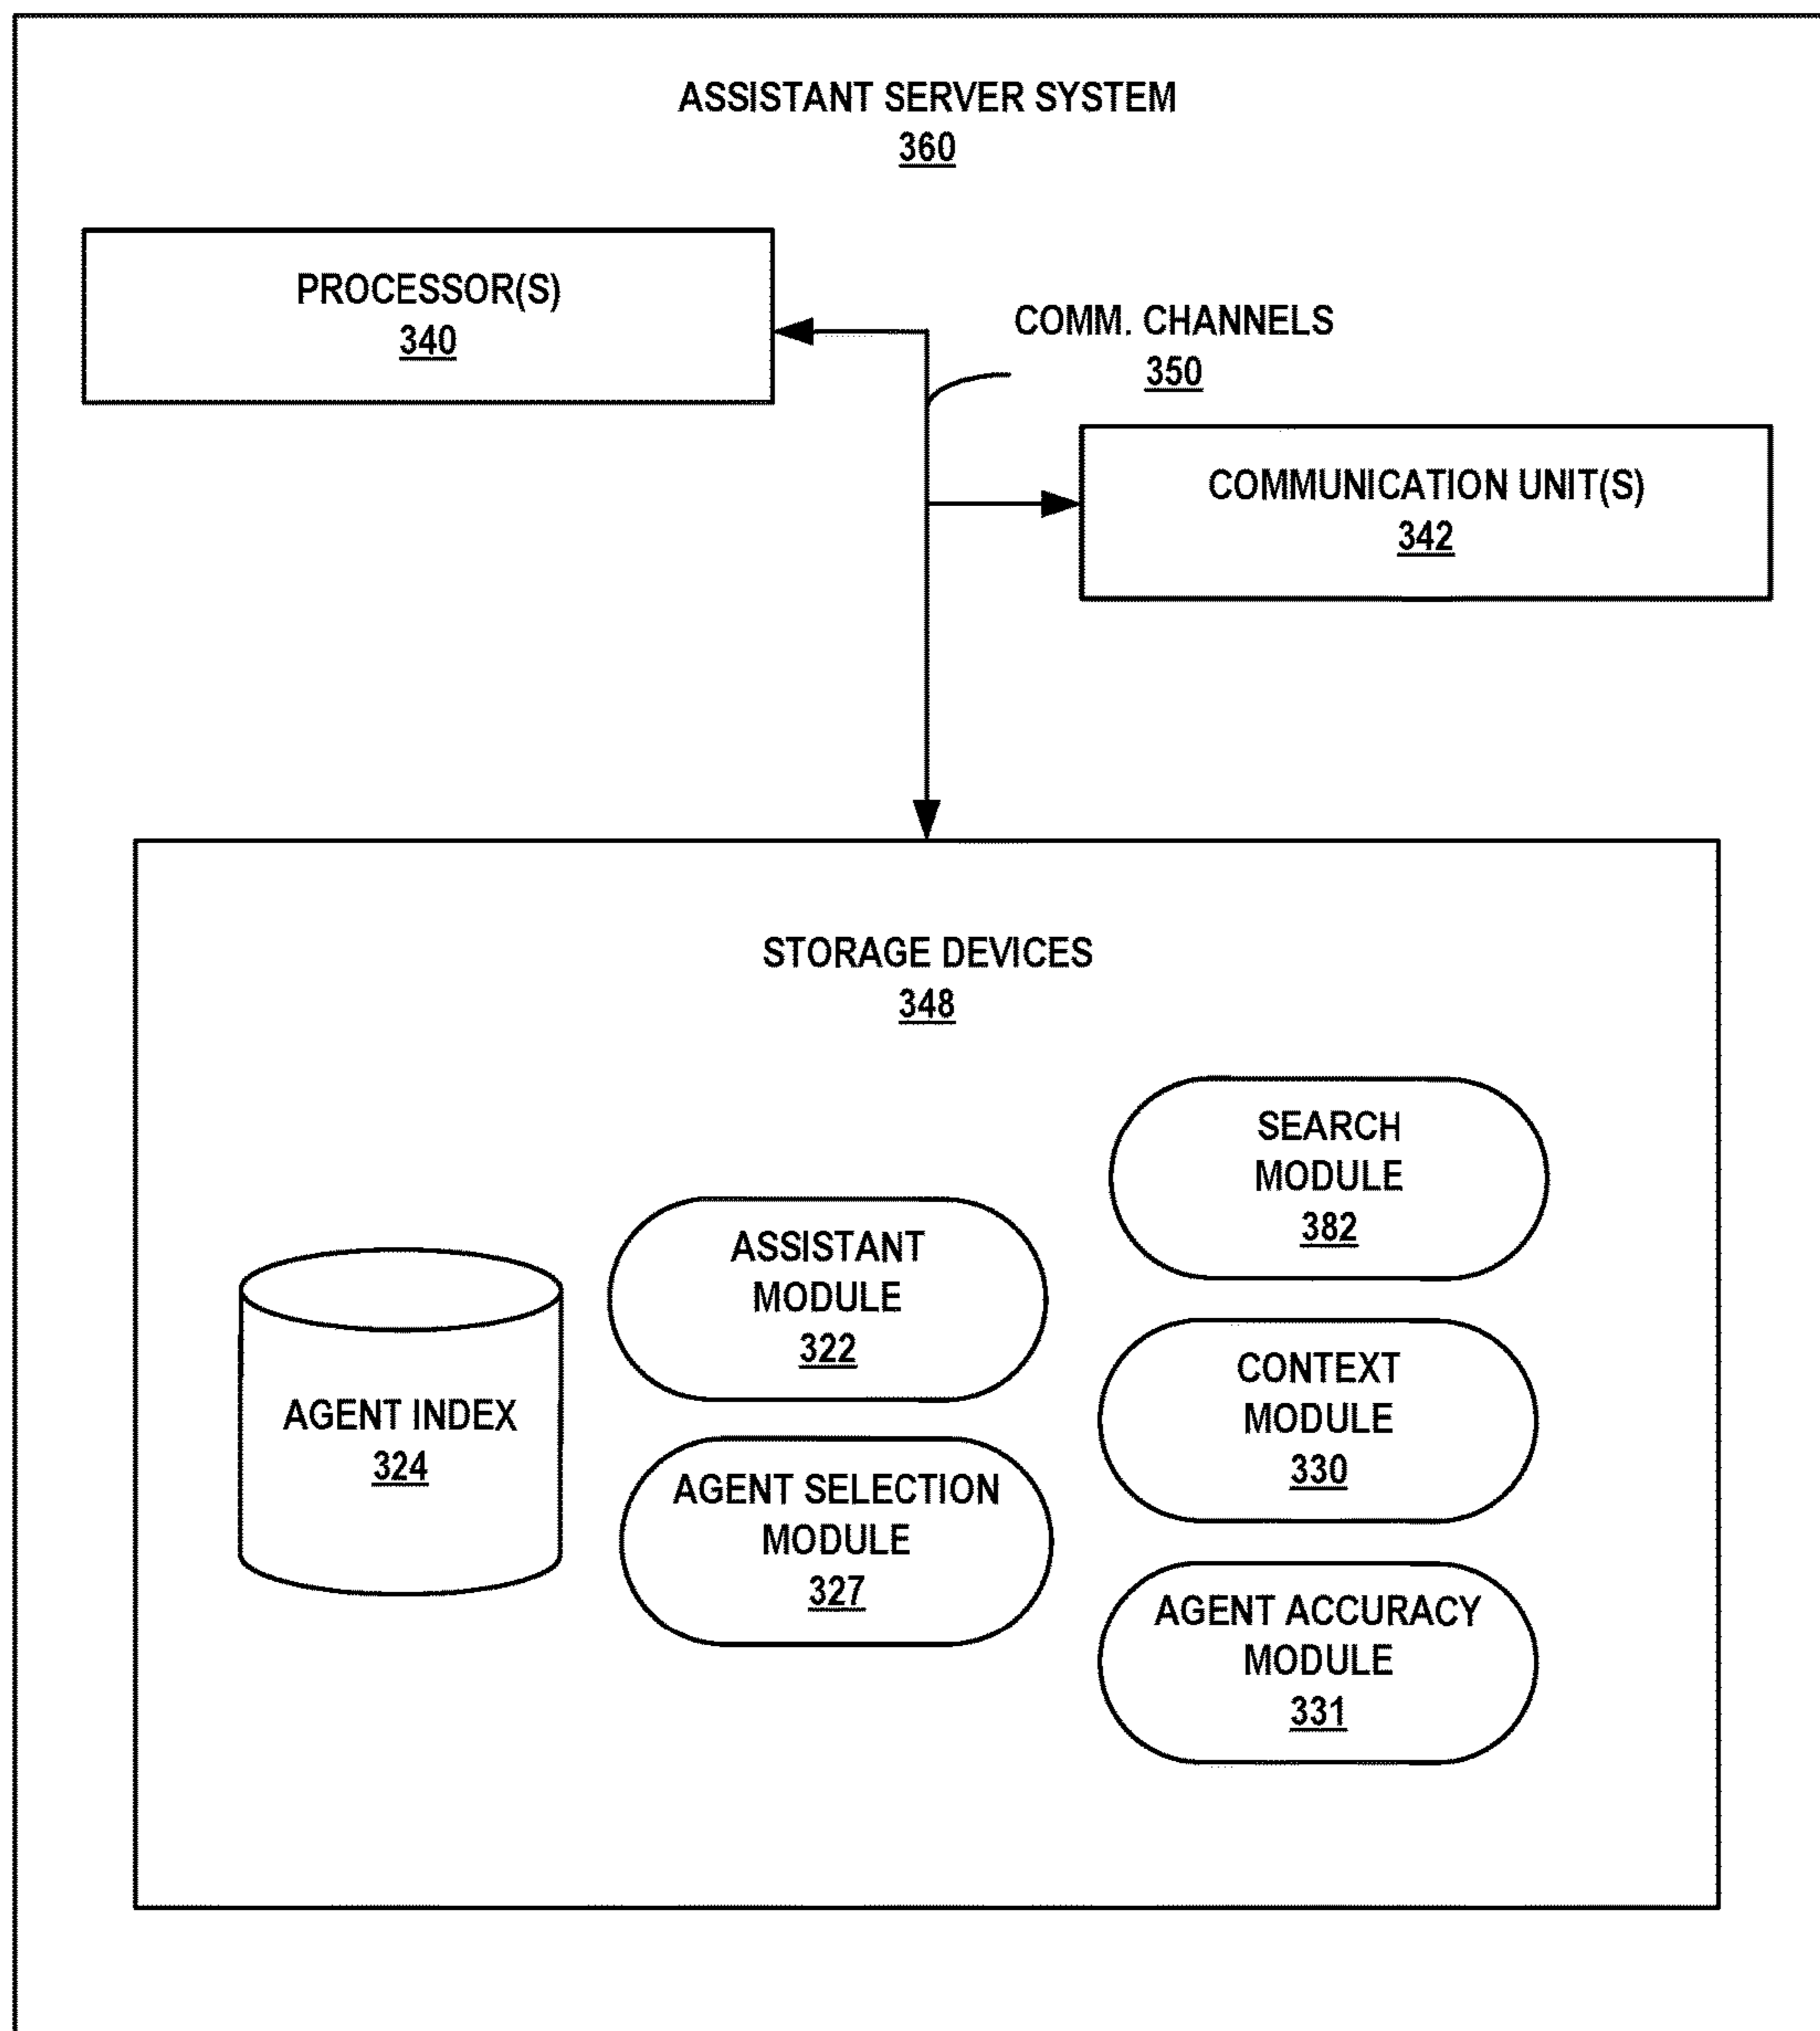 ASSISTANT SERVER SYSTEM
360
PROCESSOR(S)
340
COMM. CHANNELS
350
COMMUNICATION UNIT(S)
342
STORAGE DEVICES
348
SEARCH
MODULE
382
ASSISTANT
MODULE
322
CONTEXT
MODULE
330
AGENT INDEX
324
AGENT SELECTION
MODULE
327
AGENT ACCURACY
MODULE
331